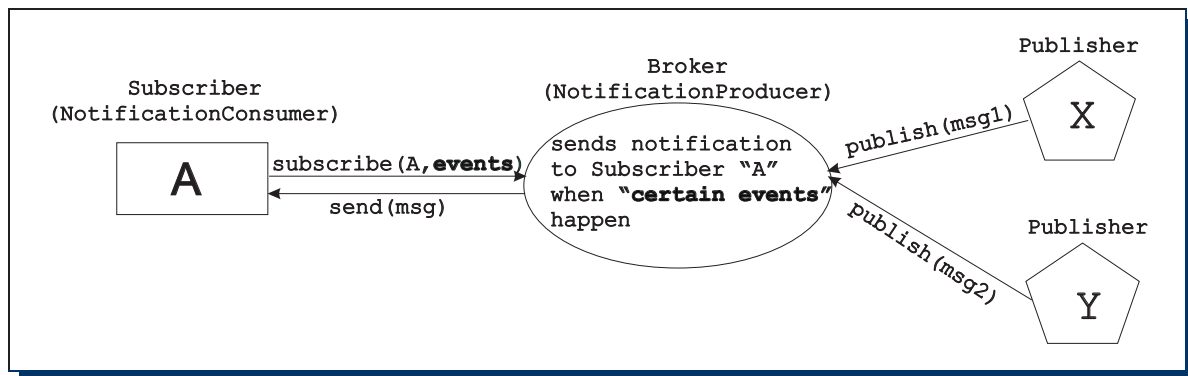 Subscriber
(NotificationConsumer)
A
subscribe(A,events)
send(msg)
Broker
(NotificationProducer)
sends notification
to Subscriber “A”
when “certain events”
happen
publish(msg1)
publish(msg2)
Publisher
X
Publisher
Y